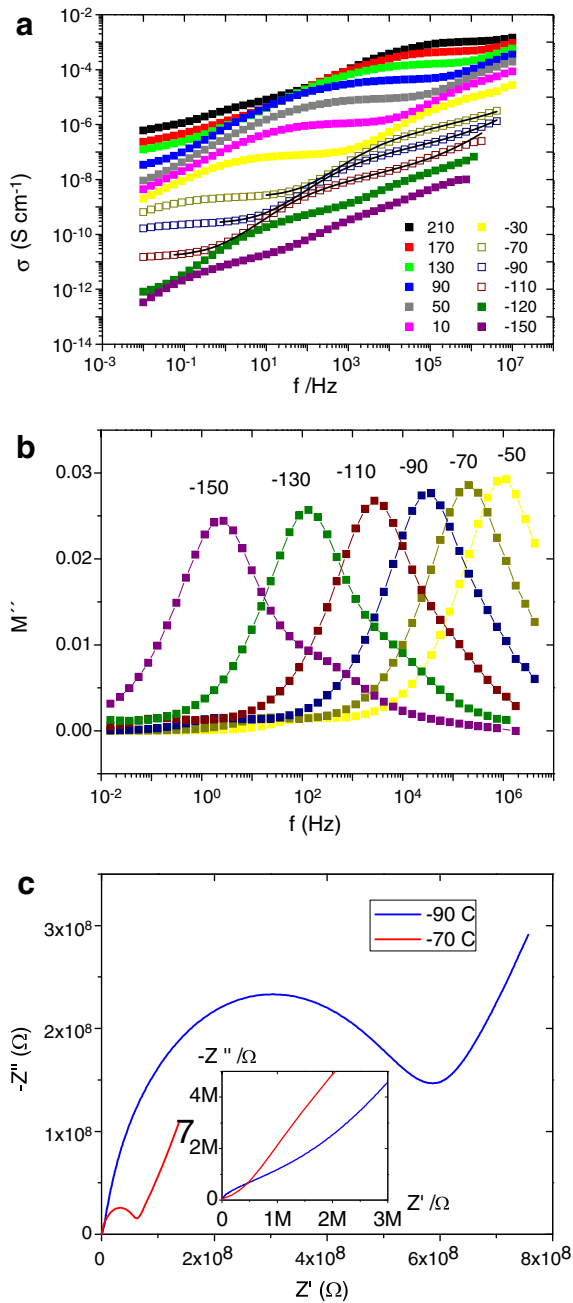 a
10⁻²
10⁻⁴
10⁻⁶
10⁻⁸
10⁻¹⁰
10⁻¹²
10⁻¹⁴
σ (S cm⁻¹)
210 -30
170 -70
130 -90
90 -110
50 -120
10 -150
10⁻³ 10⁻¹ 10¹ 10³ 10⁵ 10⁷
f /Hz
b
0.03
0.02
0.01
0.00
M´´
-150 -130 -110 -90 -70 -50
10⁻² 10⁰ 10² 10⁴ 10⁶
f (Hz)
c
3x10⁸
2x10⁸
1x10⁸
0
-Z'' (Ω)
-90 C
-70 C
-Z''/Ω
4M
2M
0
0 1M 2M 3M
Z'/Ω
7
0 2x10⁸ 4x10⁸ 6x10⁸ 8x10⁸
Z' (Ω)